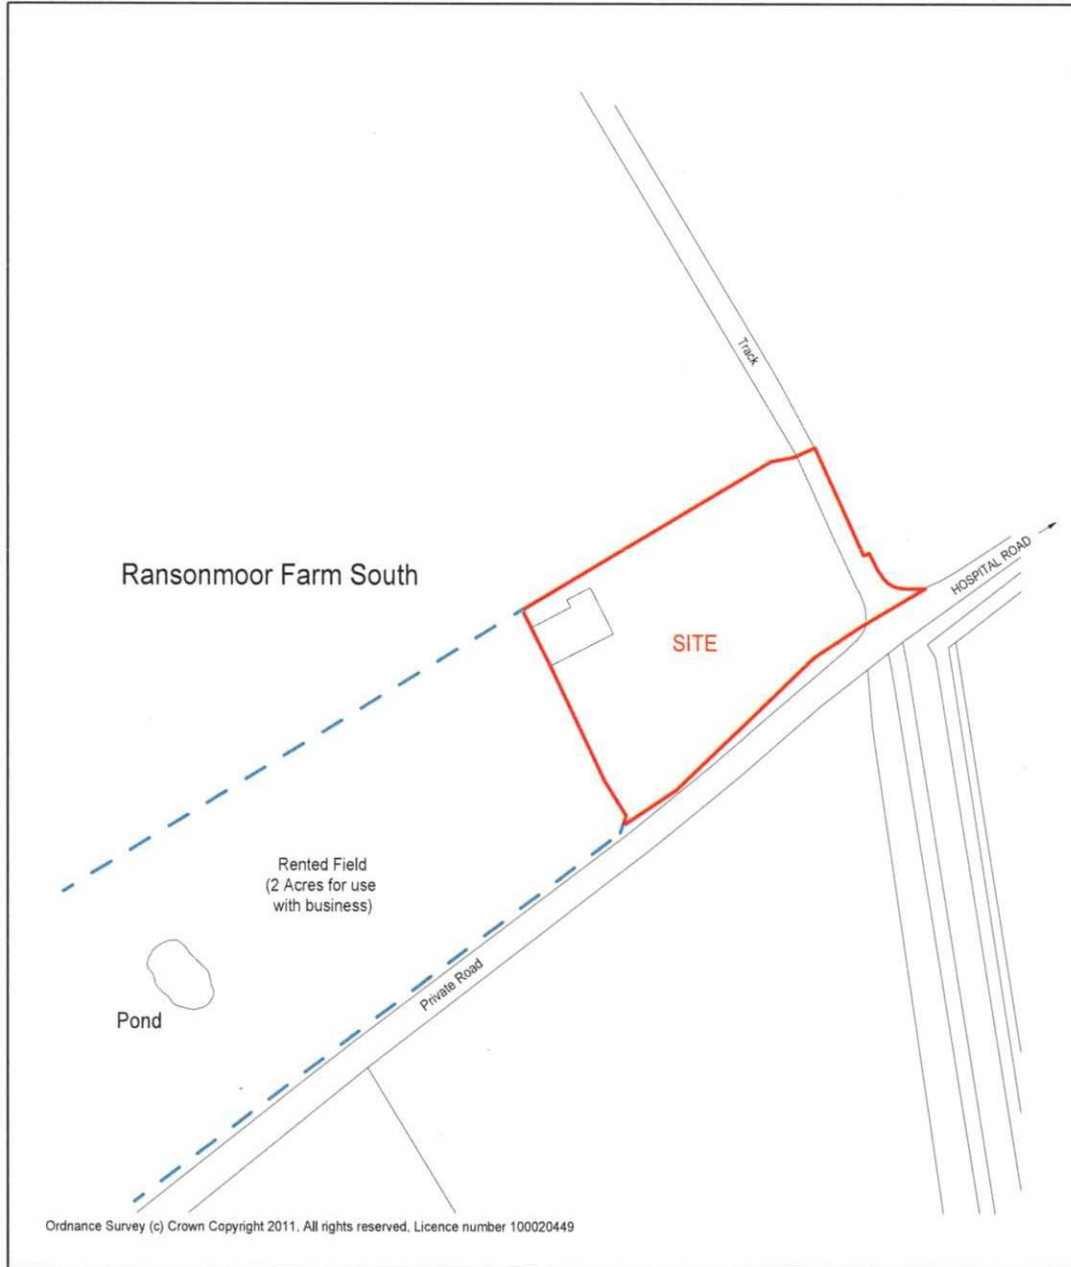 Track
HOSPITAL ROAD
Ransonmoor Farm South
SITE
Rented Field
(2 Acres for use
with business)
Private Road
Pond
Ordnance Survey (c) Crown Copyright 2011. All rights reserved. Licence number 100020449